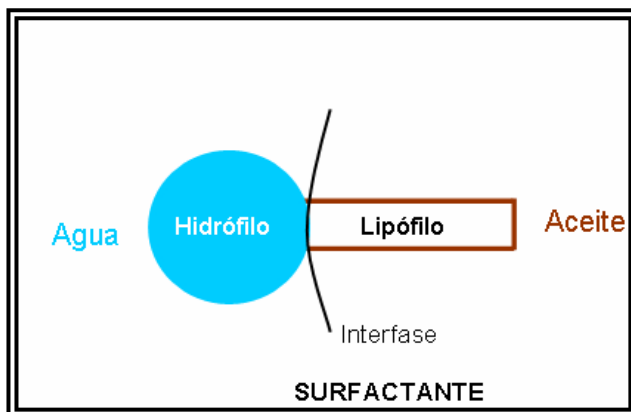 Agua
Hidrófilo
Lipófilo
Aceite
Interfase
SURFACTANTE